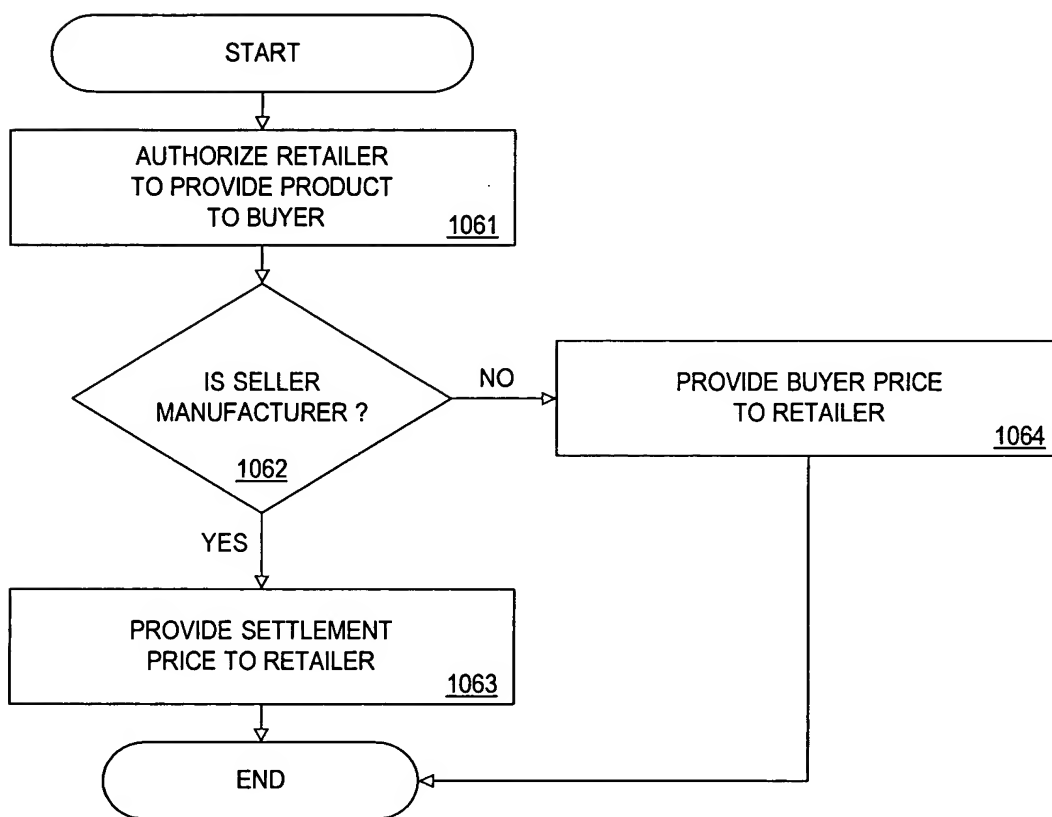 START
AUTHORIZE RETAILER
TO PROVIDE PRODUCT
TO BUYER
1061
IS SELLER
MANUFACTURER ?
1062
NO
PROVIDE BUYER PRICE
TO RETAILER
1064
YES
PROVIDE SETTLEMENT
PRICE TO RETAILER
1063
END